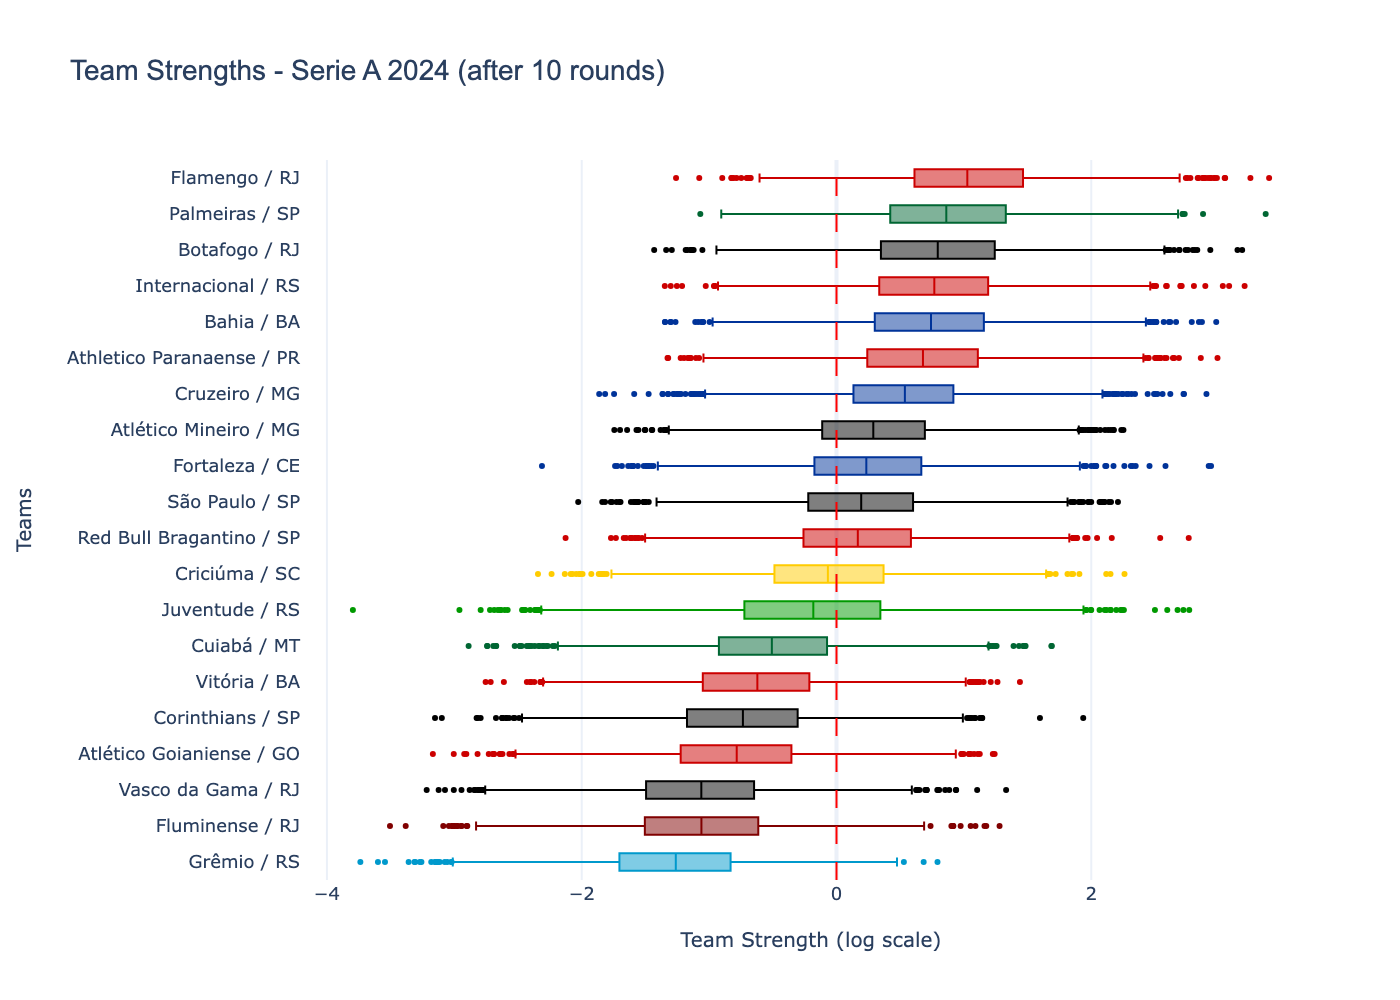 Team Strengths - Serie A 2024 (after 10 rounds)
Flamengo / RJ
Palmeiras / SP
Botafogo / RJ
Internacional / RS
Bahia / BA
Athletico Paranaense / PR
Cruzeiro / MG
Atlético Mineiro / MG
Fortaleza / CE
São Paulo / SP
Red Bull Bragantino / SP
Criciúma / SC
Juventude / RS
Cuiabá / MT
Vitória / BA
Corinthians / SP
Atlético Goianiense / GO
Vasco da Gama / RJ
Fluminense / RJ
Grêmio / RS
Teams
−4 −2 0 2
Team Strength (log scale)